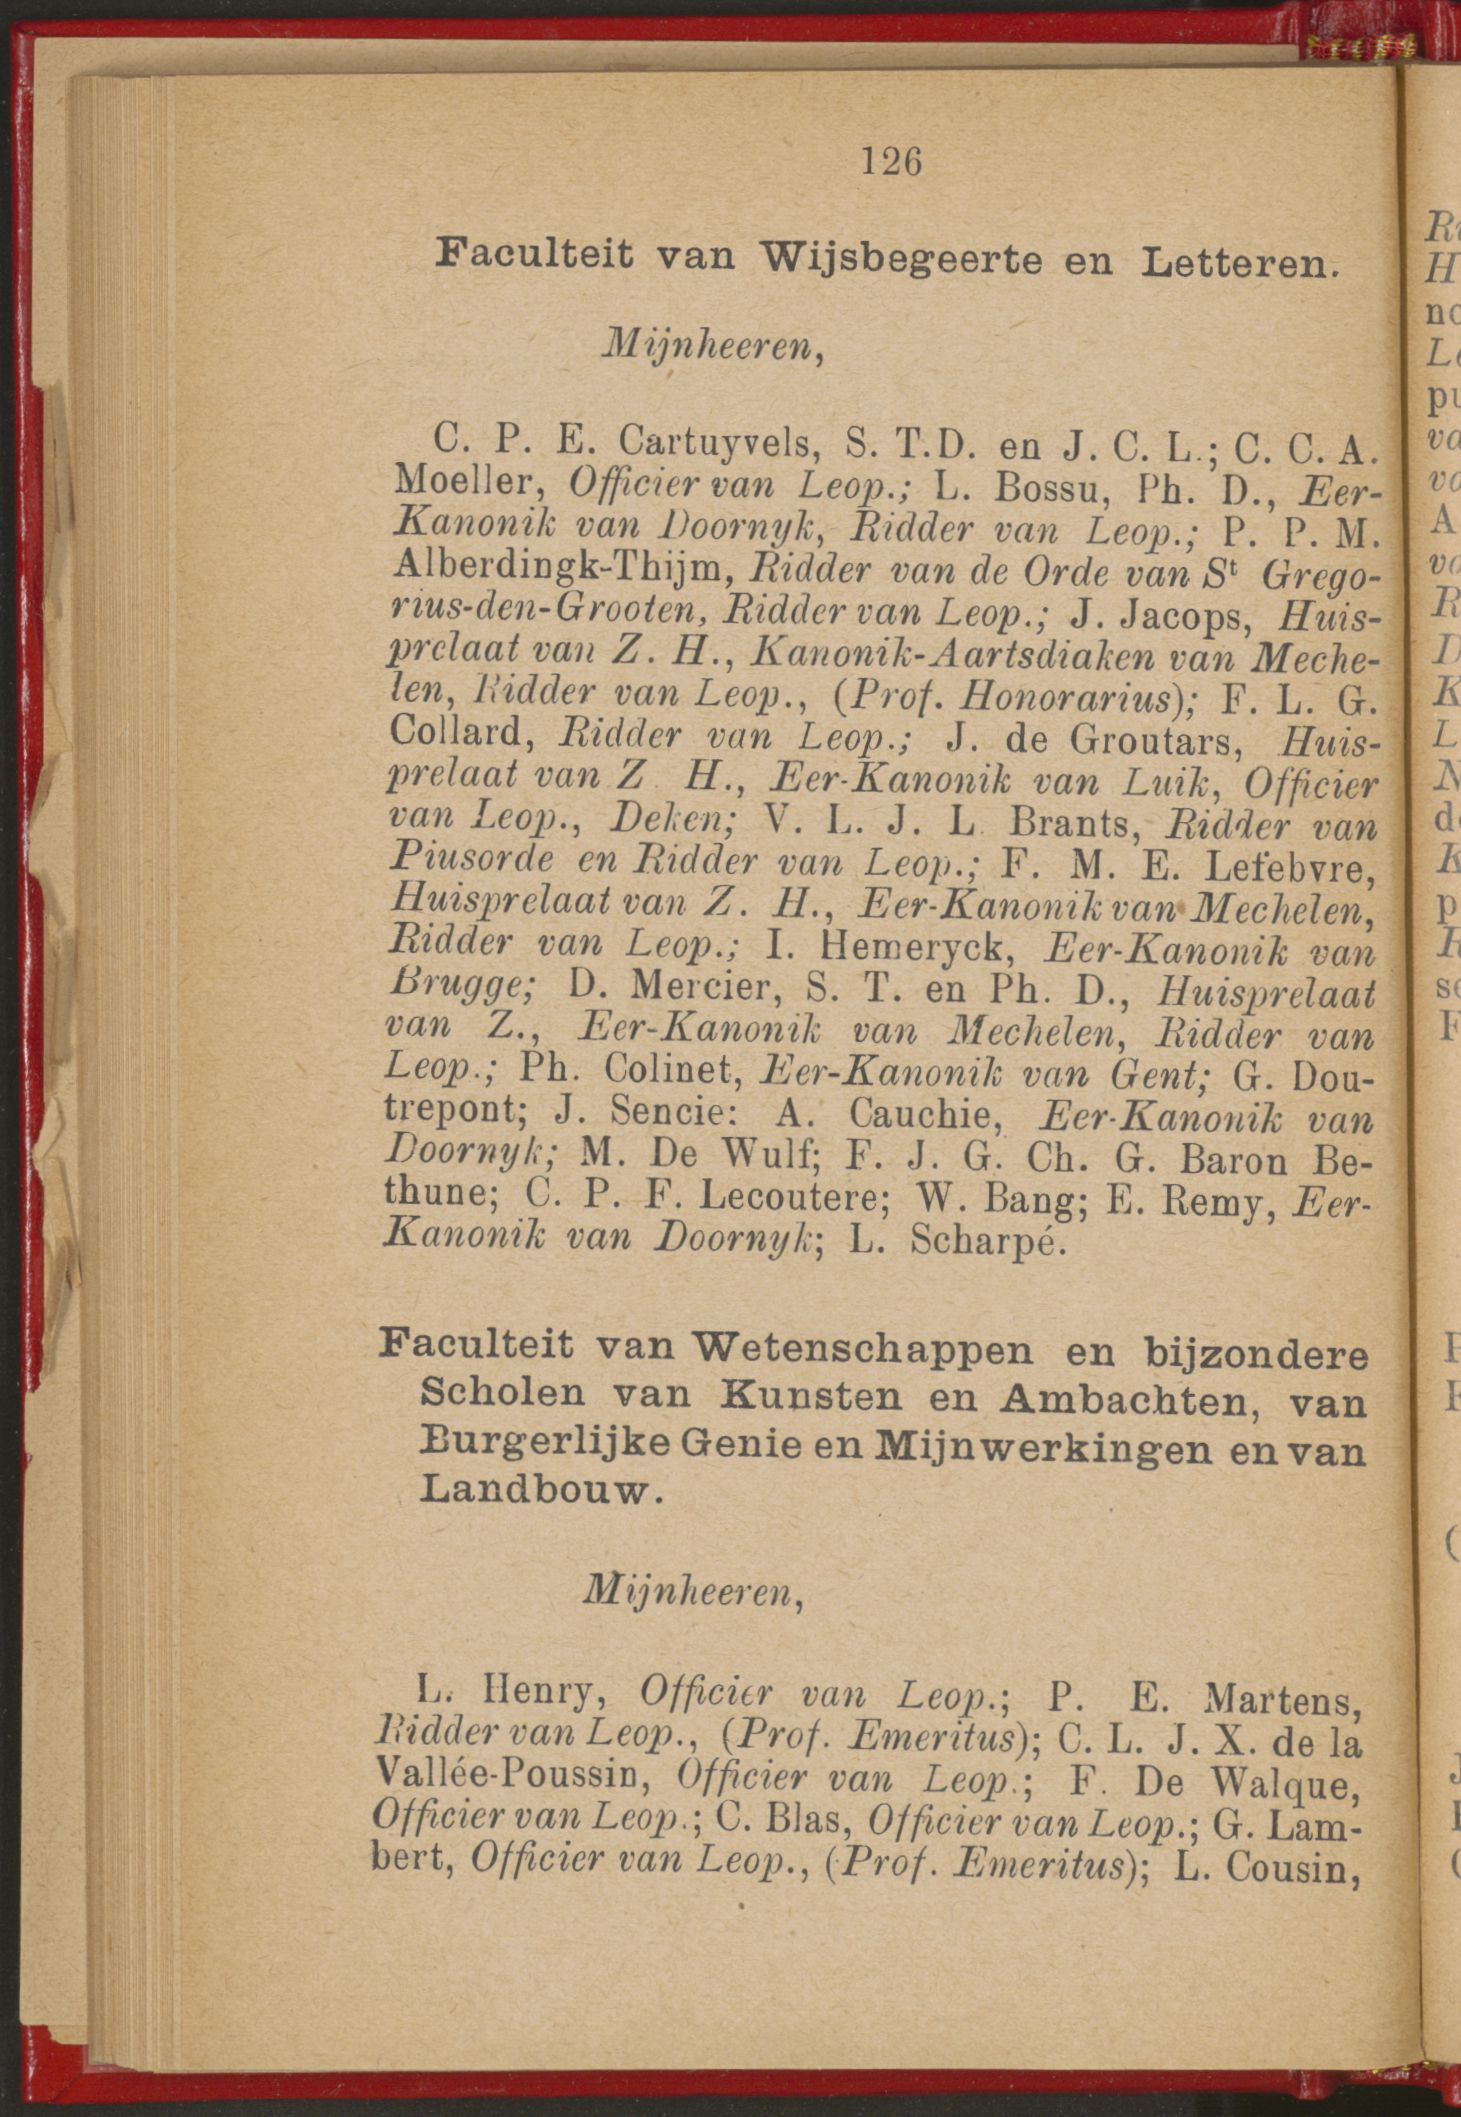 126
Faculteit van Wijsbegeerte en Letteren.
Mijnheeren,
C. P. E. Cartuyvels, S. T.D. en J. C. L.; C. C. A.
Moeller, Officier van Leop.; L. Bossu, Ph. D., Eer-
Kanonik van Doornyk, Ridder van Leop.; P. P. M.
Alberdingk-Thijm, Ridder van de Orde van St Grego-
rius-den-Grooten, Ridder van Leop.; J. Jacops, Huis-
prelaat van Z. H., Kanonik-Aartsdiaken van Meche-
len, Ridder van Leop., (Prof. Honorarius); F. L. G.
Collard, Ridder van Leop.; J. de Groutars, Huis-
prelaat van Z H., Eer-Kanonik van Luik, Officier
van Leop., Deken; V. L. J. L. Brants, Ridder van
Piusorde en Ridder van Leop.; F. M. E. Lefebvre,
Huisprelaat van Z. H., Eer-Kanonik van Mechelen,
Ridder van Leop.; I. Hemeryck, Eer-Kanonik van
Brugge; D. Mercier, S. T. en Ph. D., Huisprelaat
van Z., Eer-Kanonik van Mechelen, Ridder van
Leop.; Ph. Colinet, Eer-Kanonik van Gent; G. Dou-
trepont; J. Sencie: A. Cauchie, Eer-Kanonik van
Doornyk; M. De Wulf; F. J. G. Ch. G. Baron Be-
thune; C. P. F. Lecoutere; W. Bang; E. Remy, Eer-
Kanonik van Doornyk; L. Scharpé.
Faculteit van Wetenschappen en bijzondere
Scholen van Kunsten en Ambachten, van
Burgerlijke Genie en Mijnwerkingen en van
Landbouw.
Mijnheeren,
L. Henry, Officier van Leop.; P. E. Martens,
Ridder van Leop., (Prof. Emeritus); C. L. J. X. de la
Vallée-Poussin, Officier van Leop.; F. De Walque,
Officier van Leop.; C. Blas, Officier van Leop.; G. Lam-
bert, Officier van Leop., (Prof. Emeritus); L. Cousin,